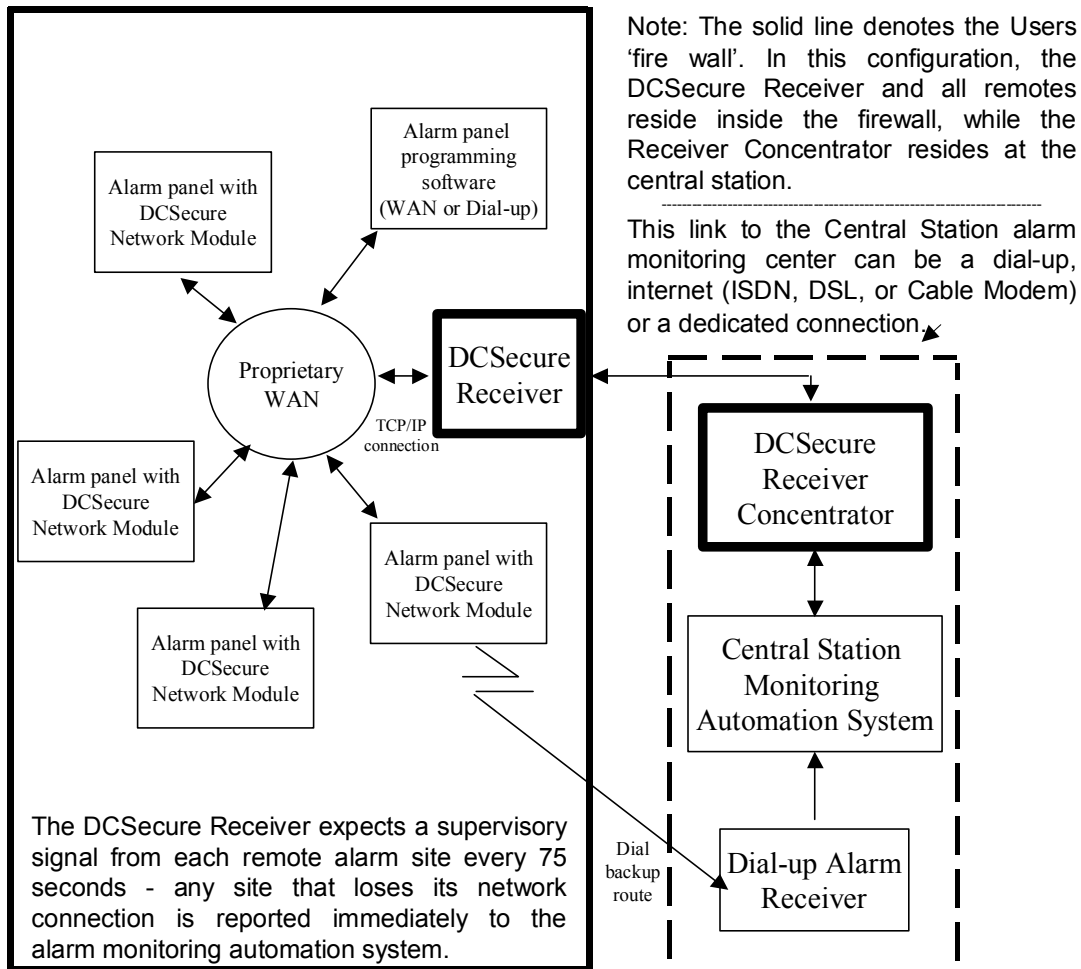 Note: The solid line denotes the Users
‘fire wall’. In this configuration, the
DCSecure Receiver and all remotes
reside inside the firewall, while the
Receiver Concentrator resides at the
central station.
This link to the Central Station alarm
monitoring center can be a dial-up,
internet (ISDN, DSL, or Cable Modem)
or a dedicated connection.
Alarm panel
programming
software
(WAN or Dial-up)
Alarm panel with
DCSecure
Network Module
Proprietary
WAN
TCP/IP
connection
DCSecure
Receiver
DCSecure
Receiver
Concentrator
Alarm panel with
DCSecure
Network Module
Alarm panel with
DCSecure
Network Module
Alarm panel with
DCSecure
Network Module
Central Station
Monitoring
Automation System
Dial
backup
route
Dial-up Alarm
Receiver
The DCSecure Receiver expects a supervisory
signal from each remote alarm site every 75
seconds - any site that loses its network
connection is reported immediately to the
alarm monitoring automation system.